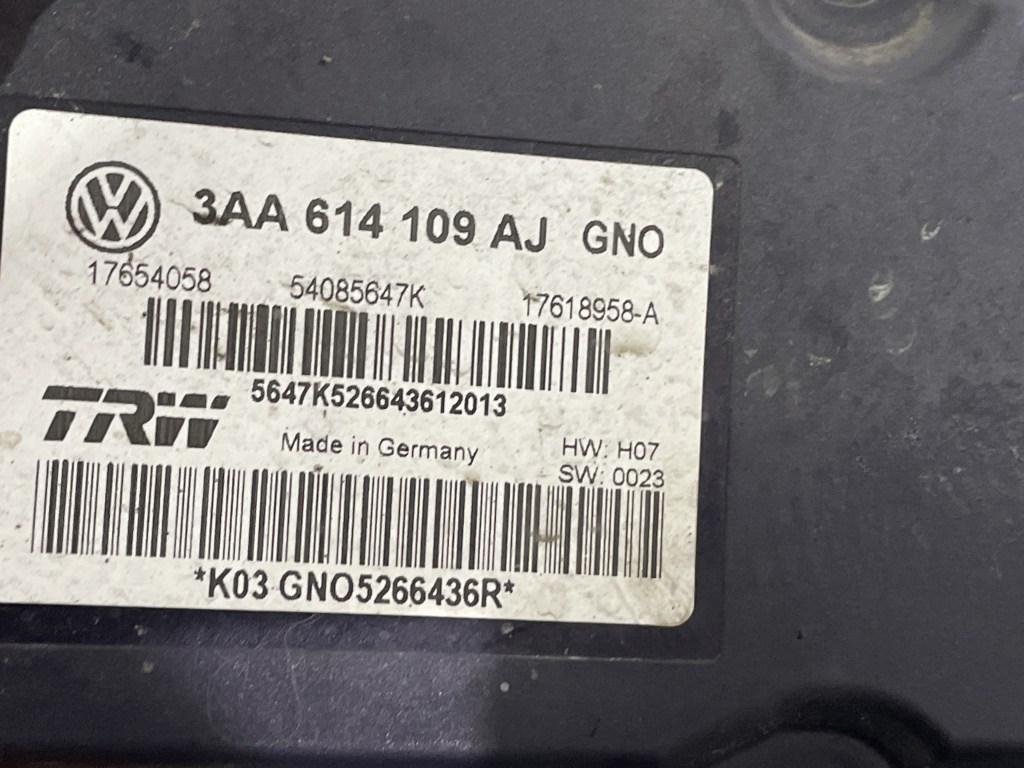 3AA 614 109 AJ GNO
17654058 54085647K 17618958-A
5647K526643612013
TRW
Made in Germany HW: H07
SW: 0023
*K03 GNO5266436R*